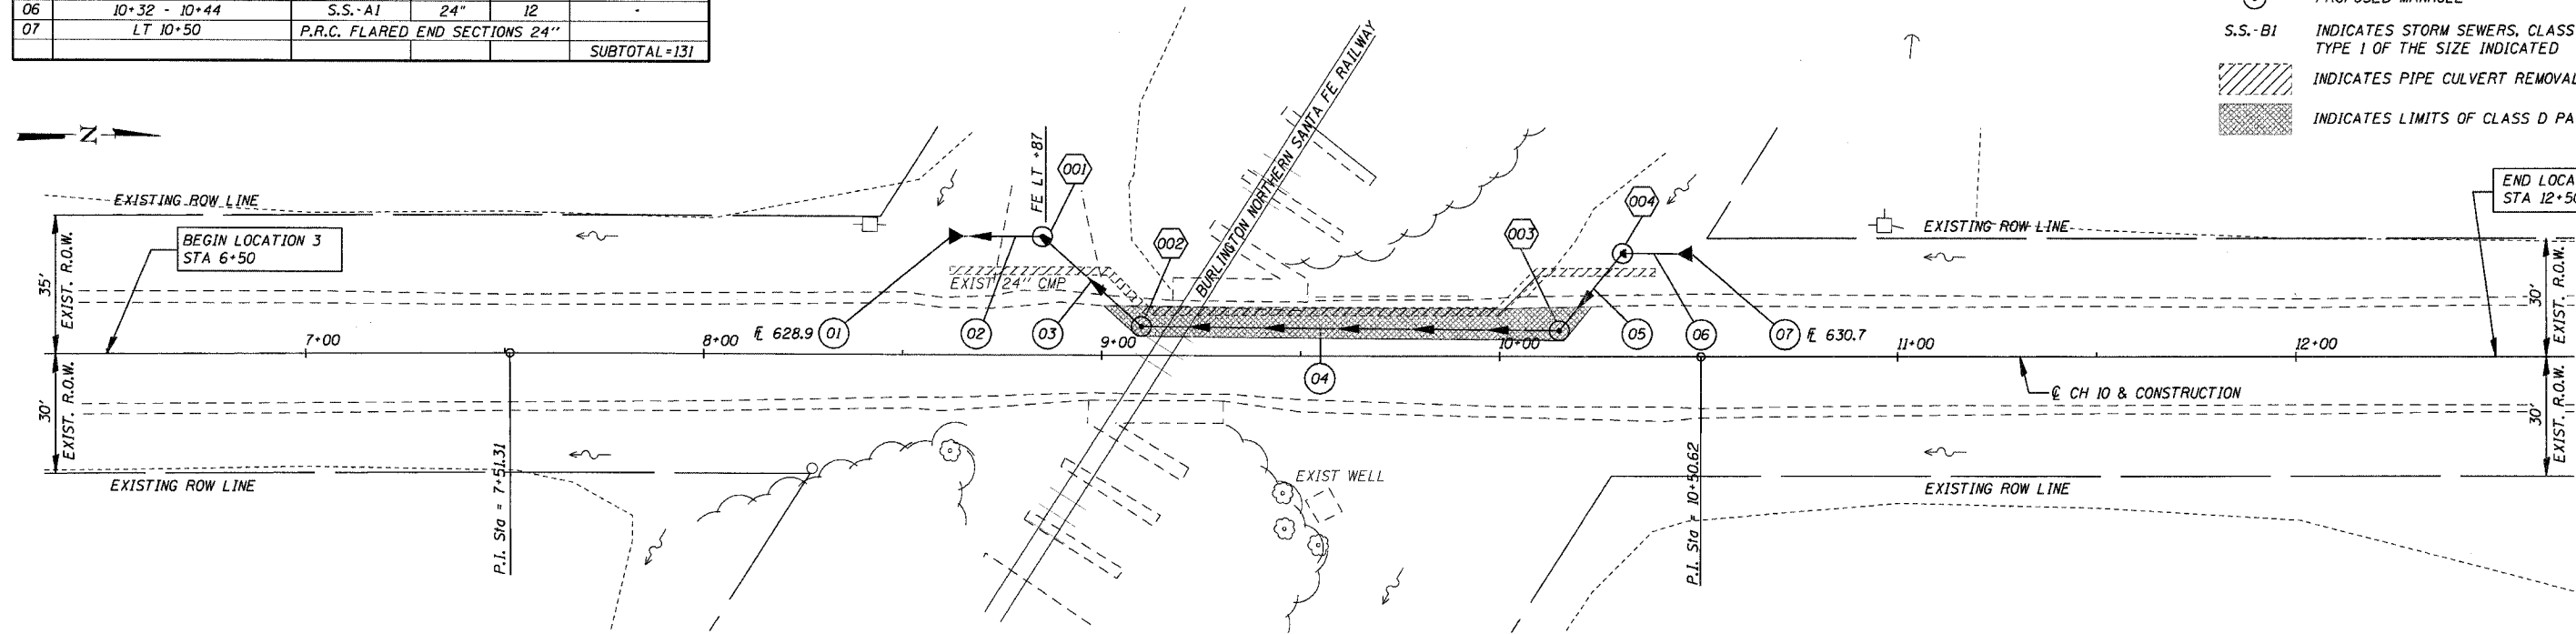 06 10+32 - 10+44 S.S.-A1 24" 12 -
07 LT 10+50 P.R.C. FLARED END SECTIONS 24"
SUBTOTAL=131
S.S.-B1 INDICATES STORM SEWERS, CLASS
TYPE 1 OF THE SIZE INDICATED
INDICATES PIPE CULVERT REMOVAL
INDICATES LIMITS OF CLASS D PA
N
BURLINGTON NORTHERN SANTA FE RAILWAY
FE LT +87
001
002
003
004
EXISTING ROW LINE
EXISTING ROW LINE
BEGIN LOCATION 3
STA 6+50
END LOCA
STA 12+50
35'
EXIST. R.O.W.
30'
EXIST. R.O.W.
EXIST 24" CMP
7+00
8+00
9+00
10+00
11+00
12+00
FL 628.9
01
02
03
04
05
06
07
FL 630.7
℄ CH 10 & CONSTRUCTION
30'
EXIST. R.O.W.
30'
EXIST. R.O.W.
P.I. Sta = 7+51.31
P.I. Sta = 10+50.62
EXIST WELL
EXISTING ROW LINE
EXISTING ROW LINE